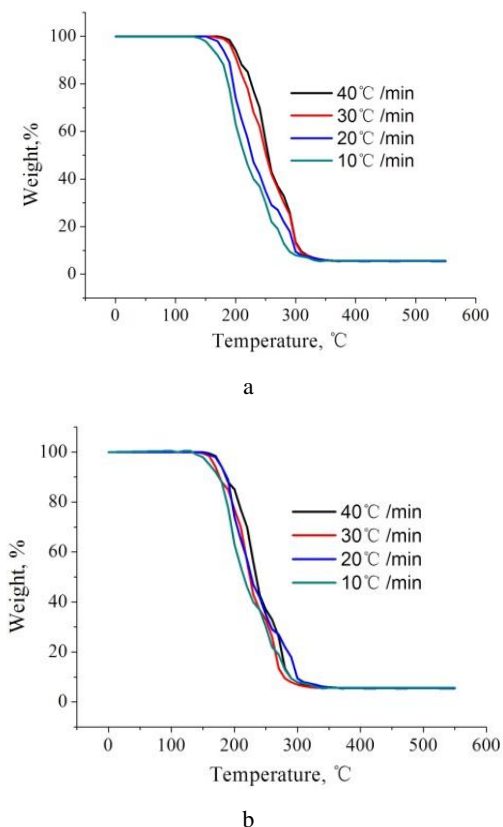 100
80
60
40
20
0
Weight,%
40℃ /min
30℃ /min
20℃ /min
10℃ /min
0 100 200 300 400 500 600
Temperature, ℃
a
100
80
60
40
20
0
Weight, %
40℃ /min
30℃ /min
20℃ /min
10℃ /min
0 100 200 300 400 500 600
Temperature, ℃
b